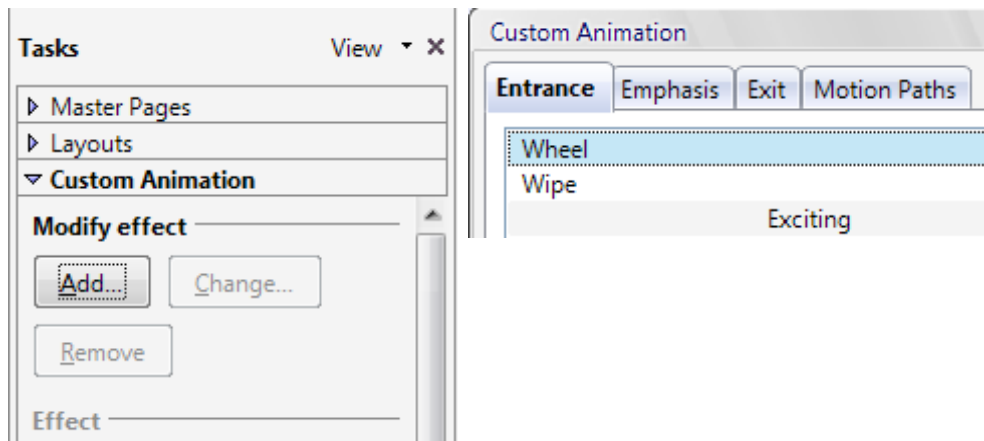 Tasks View
Master Pages
Layouts
Custom Animation
Modify effect
Add... Change...
Remove
Effect
Custom Animation
Entrance Emphasis Exit Motion Paths
Wheel
Wipe
Exciting